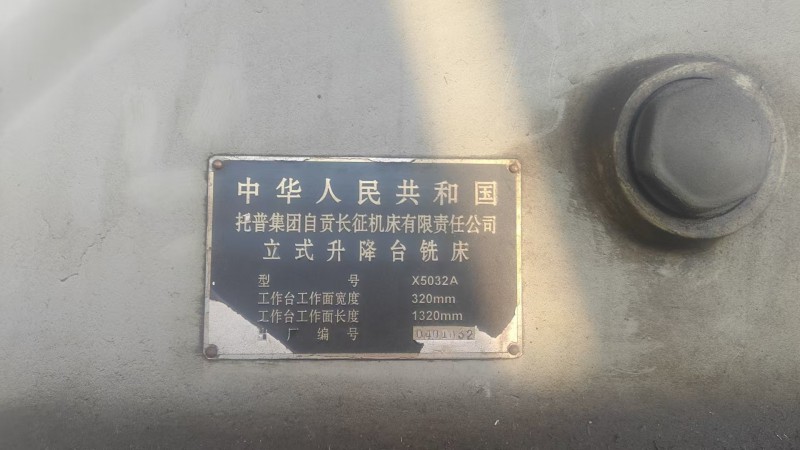 中华人民共和国
托普集团自贡长征机床有限责任公司
立式升降台铣床
型号 X5032A
工作台工作面宽度 320mm
工作台工作面长度 1320mm
厂编号